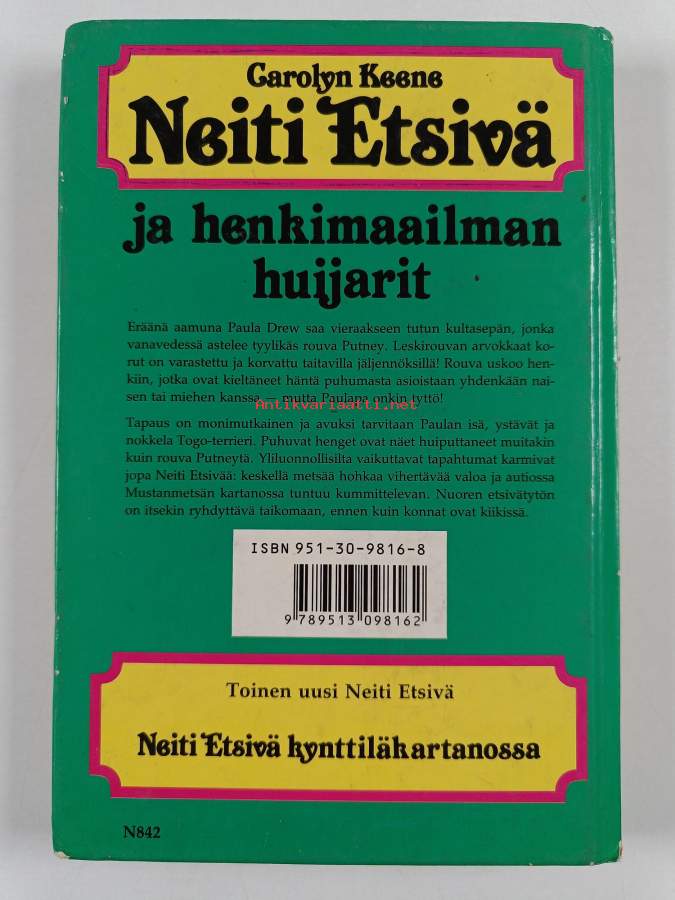 Carolyn Keene
Neiti Etsivä
ja henkimaailman
huijarit
Eräänä aamuna Paula Drew saa vieraakseen tutun kultasepän, jonka
vanavedessä astelee tyylikäs rouva Putney. Leskirouvan arvokkaat ko-
rut on varastettu ja korvattu taitavilla jäljennöksillä! Rouva uskoo hen-
kiin, jotka ovat kieltäneet häntä puhumasta asioistaan yhdenkään nai-
sen tai miehen kanssa — mutta Paulapa onkin tyttö!
Antikvariaatti.net
Tapaus on monimutkainen ja avuksi tarvitaan Paulan isä, ystävät ja
nokkela Togo-terrieri. Puhuvat henget ovat näet huiputtaneet muitakin
kuin rouva Putneytä. Yliluonnollisilta vaikuttavat tapahtumat karmivat
jopa Neiti Etsivää: keskellä metsää hohkaa vihertävää valoa ja autiossa
Mustanmetsän kartanossa tuntuu kummittelevan. Nuoren etsivätytön
on itsekin ryhdyttävä taikomaan, ennen kuin konnat ovat kiikissä.
ISBN 951-30-9816-8
9 789513 098162
Toinen uusi Neiti Etsivä
Neiti Etsivä kynttiläkartanossa
N842